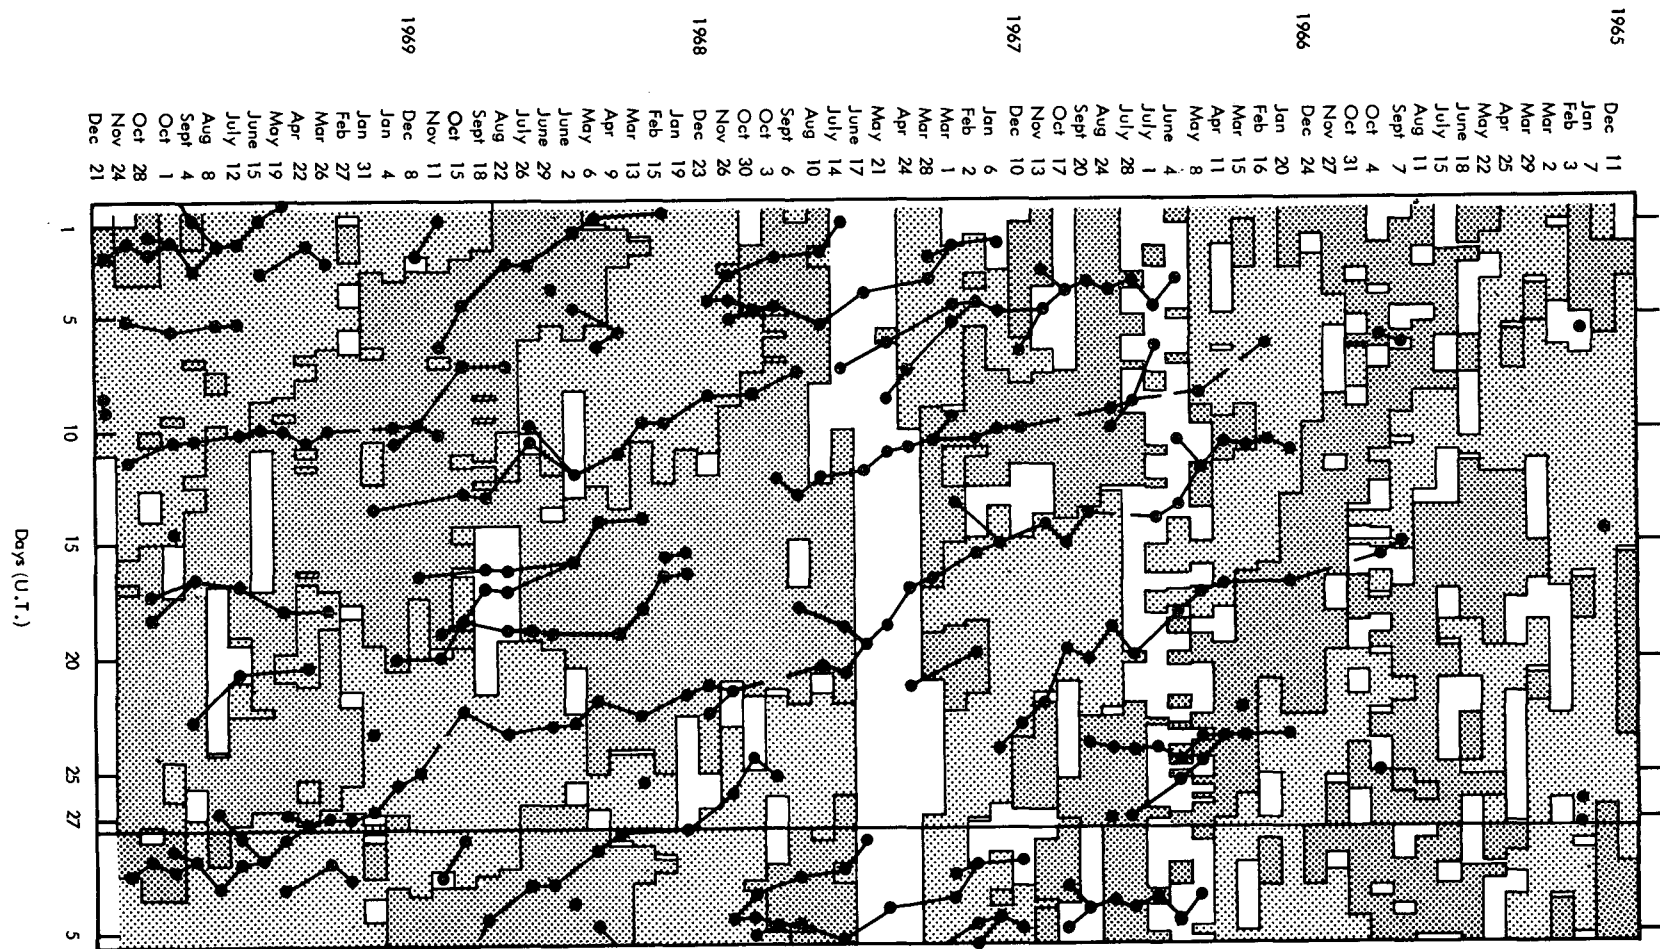 1965 Dec 11
Jan 7
Feb 3
Mar 2
Mar 29
Apr 25
May 22
June 18
July 15
Aug 11
Sept 7
Oct 4
Oct 31
Nov 27
1966 Dec 24
Jan 20
Feb 16
Mar 15
Apr 11
May 8
June 4
July 1
July 28
Aug 24
Sept 20
Oct 17
Nov 13
1967 Dec 10
Jan 6
Feb 2
Mar 1
Mar 28
Apr 24
May 21
June 17
July 14
Aug 10
Sept 6
Oct 3
Oct 30
Nov 26
1968 Dec 23
Jan 19
Feb 15
Mar 13
Apr 9
May 6
June 2
June 29
July 26
Aug 22
Sept 18
Oct 15
Nov 11
1969 Dec 8
Jan 4
Jan 31
Feb 27
Mar 26
Apr 22
May 19
June 15
July 12
Aug 8
Sept 4
Oct 1
Oct 28
Nov 24
Dec 21
1 5 10 15 20 25 27 5
Days (U.T.)